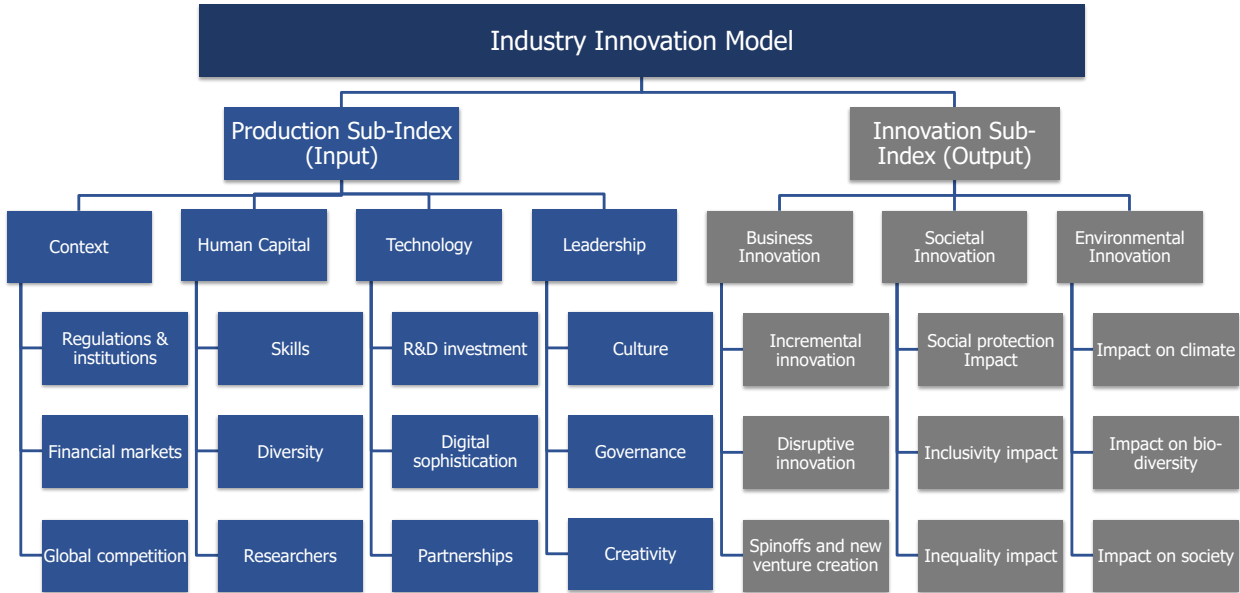 Industry Innovation Model
Production Sub-Index
(Input)
Innovation Sub-
Index (Output)
Context
Human Capital
Technology
Leadership
Business
Innovation
Societal
Innovation
Environmental
Innovation
Regulations &
institutions
Skills
R&D investment
Culture
Incremental
innovation
Social protection
Impact
Impact on climate
Financial markets
Diversity
Digital
sophistication
Governance
Disruptive
innovation
Inclusivity impact
Impact on bio-
diversity
Global competition
Researchers
Partnerships
Creativity
Spinoffs and new
venture creation
Inequality impact
Impact on society